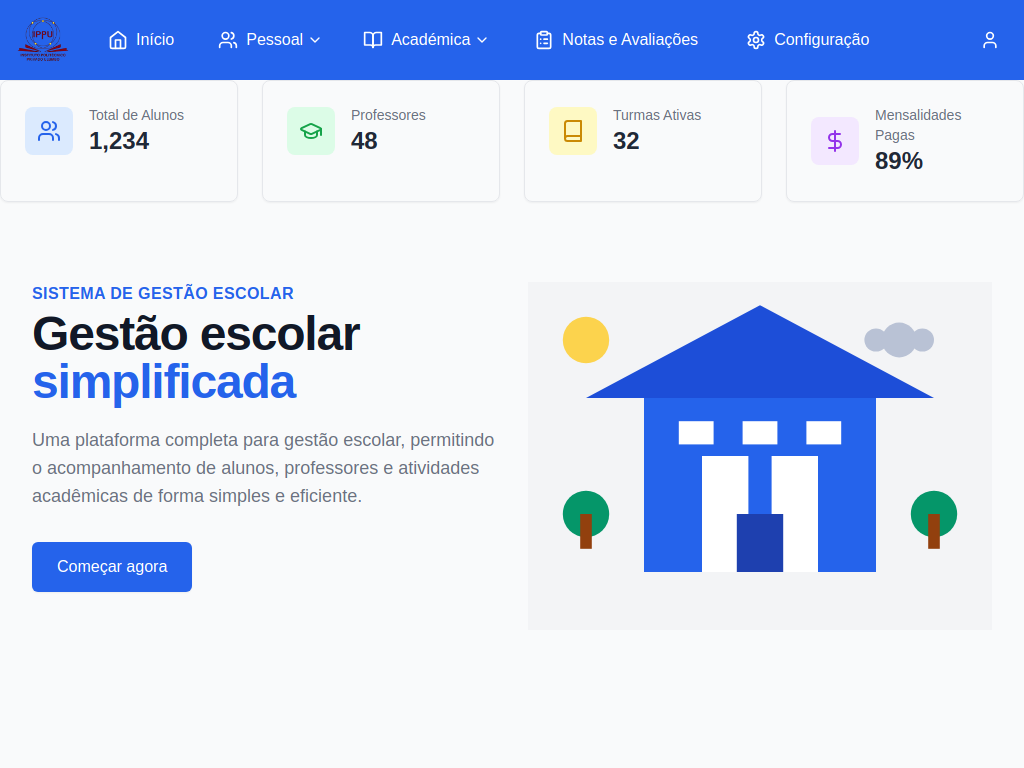 IPPU
Início
Pessoal
Académica
Notas e Avaliações
Configuração
Total de Alunos
1,234
Professores
48
Turmas Ativas
32
Mensalidades
Pagas
89%
SISTEMA DE GESTÃO ESCOLAR
Gestão escolar
simplificada
Uma plataforma completa para gestão escolar, permitindo
o acompanhamento de alunos, professores e atividades
acadêmicas de forma simples e eficiente.
Começar agora